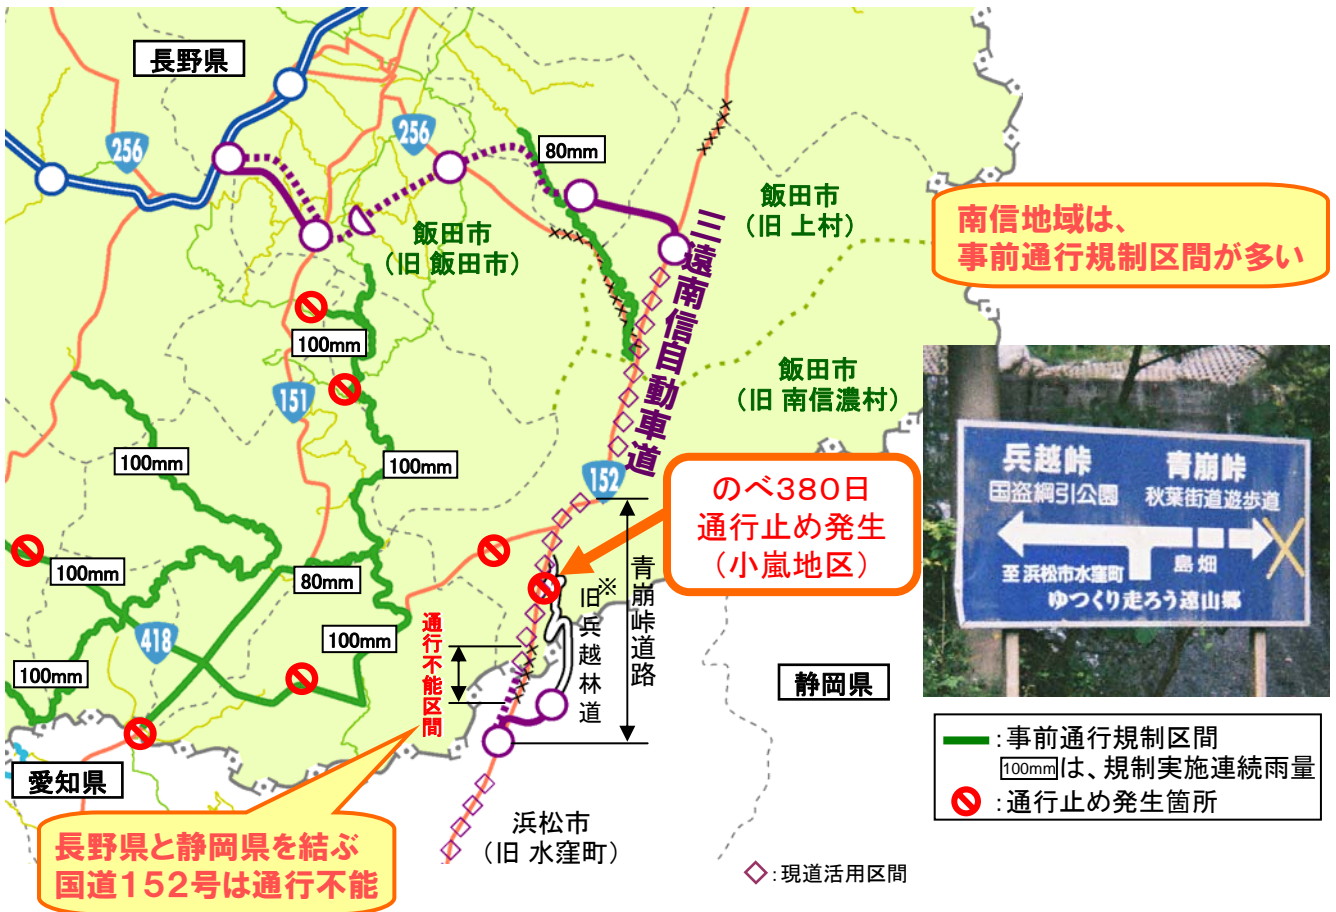 長野県
256
256
80mm
飯田市
（旧 上村）
南信地域は、
事前通行規制区間が多い
飯田市
（旧 飯田市）
三遠南信自動車道
100mm
飯田市
（旧 南信濃村）
151
100mm
100mm
152
のべ380日
通行止め発生
（小嵐地区）
兵越峠
青崩峠
国盗綱引公園
秋葉街道遊歩道
島畑
至浜松市水窪町
ゆっくり走ろう遠山郷
100mm
80mm
418
100mm
100mm
通行不能区間
※
旧兵越林道
青崩峠道路
静岡県
愛知県
：事前通行規制区間
100mmは、規制実施連続雨量
：通行止め発生箇所
長野県と静岡県を結ぶ
国道152号は通行不能
浜松市
（旧 水窪町）
：現道活用区間